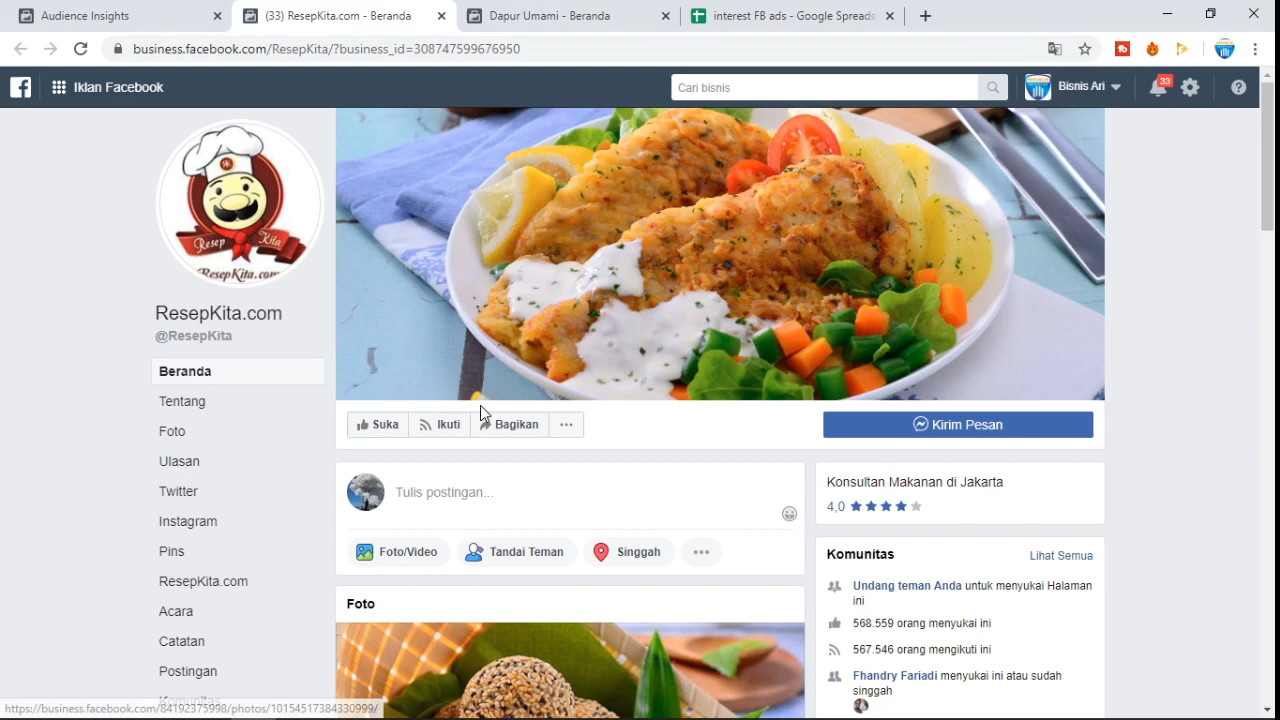 Audience Insights
(33) ResepKita.com - Beranda
Dapur Umami - Beranda
interest FB ads - Google Spreads
business.facebook.com/ResepKita/?business_id=308747599676950
Iklan Facebook
Cari bisnis
Bisnis Ari
33
RK
Resep Kita
ResepKita.com
ResepKita.com
@ResepKita
Beranda
Tentang
Foto
Ulasan
Twitter
Instagram
Pins
ResepKita.com
Acara
Catatan
Postingan
Komunitas
Suka
Ikuti
Bagikan
Kirim Pesan
Tulis postingan...
Foto/Video
Tandai Teman
Singgah
Foto
Konsultan Makanan di Jakarta
4,0
Komunitas
Lihat Semua
Undang teman Anda untuk menyukai Halaman
ini
568.559 orang menyukai ini
567.546 orang mengikuti ini
Fhandry Fariadi menyukai ini atau sudah
singgah
https://business.facebook.com/84192375998/photos/10154517384330999/